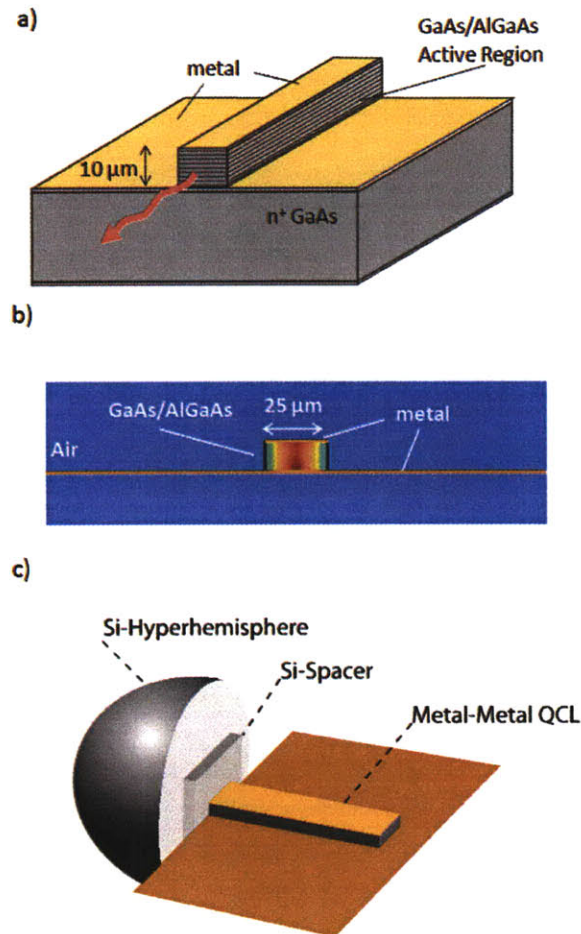 a)
GaAs/AlGaAs
Active Region
metal
10 µm
n⁺ GaAs
b)
GaAs/AlGaAs
25 µm
metal
Air
c)
Si-Hyperhemisphere
Si-Spacer
Metal-Metal QCL